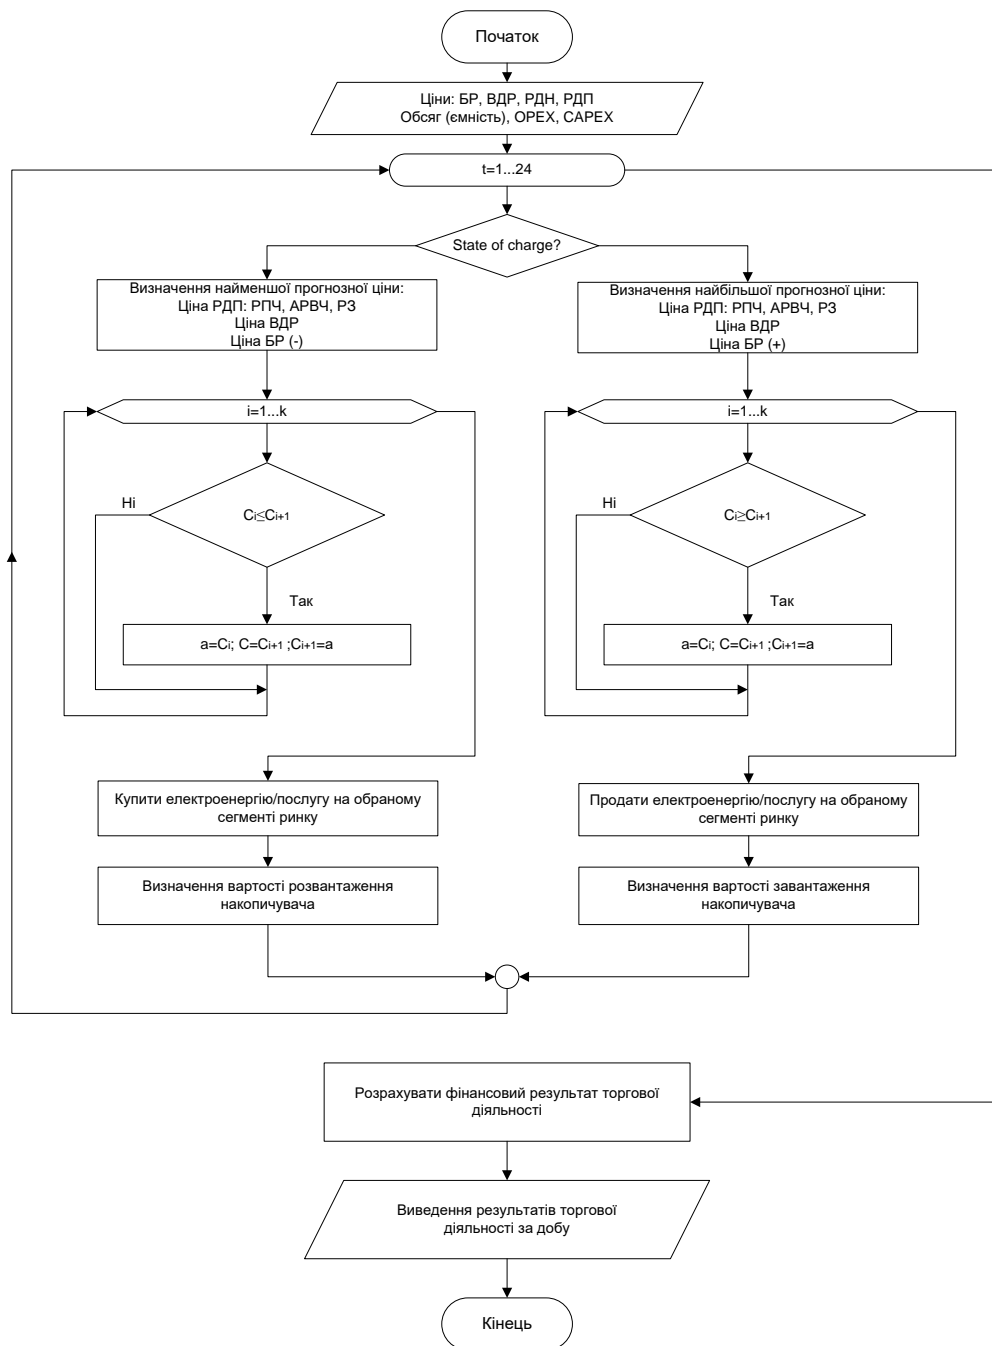 Початок
Ціни: БР, ВДР, РДН, РДП
Обсяг (ємність), OPEX, CAPEX
t=1...24
State of charge?
Визначення найменшої прогнозної ціни:
Ціна РДП: РПЧ, АРВЧ, РЗ
Ціна ВДР
Ціна БР (-)
Визначення найбільшої прогнозної ціни:
Ціна РДП: РПЧ, АРВЧ, РЗ
Ціна ВДР
Ціна БР (+)
i=1...k
i=1...k
Ні
Ci≤Ci+1
Ні
Ci≥Ci+1
Так
Так
a=Ci; C=Ci+1 ;Ci+1=a
a=Ci; C=Ci+1 ;Ci+1=a
Купити електроенергію/послугу на обраному
сегменті ринку
Продати електроенергію/послугу на обраному
сегменті ринку
Визначення вартості розвантаження
накопичувача
Визначення вартості завантаження
накопичувача
Розрахувати фінансовий результат торгової
діяльності
Виведення результатів торгової
діяльності за добу
Кінець